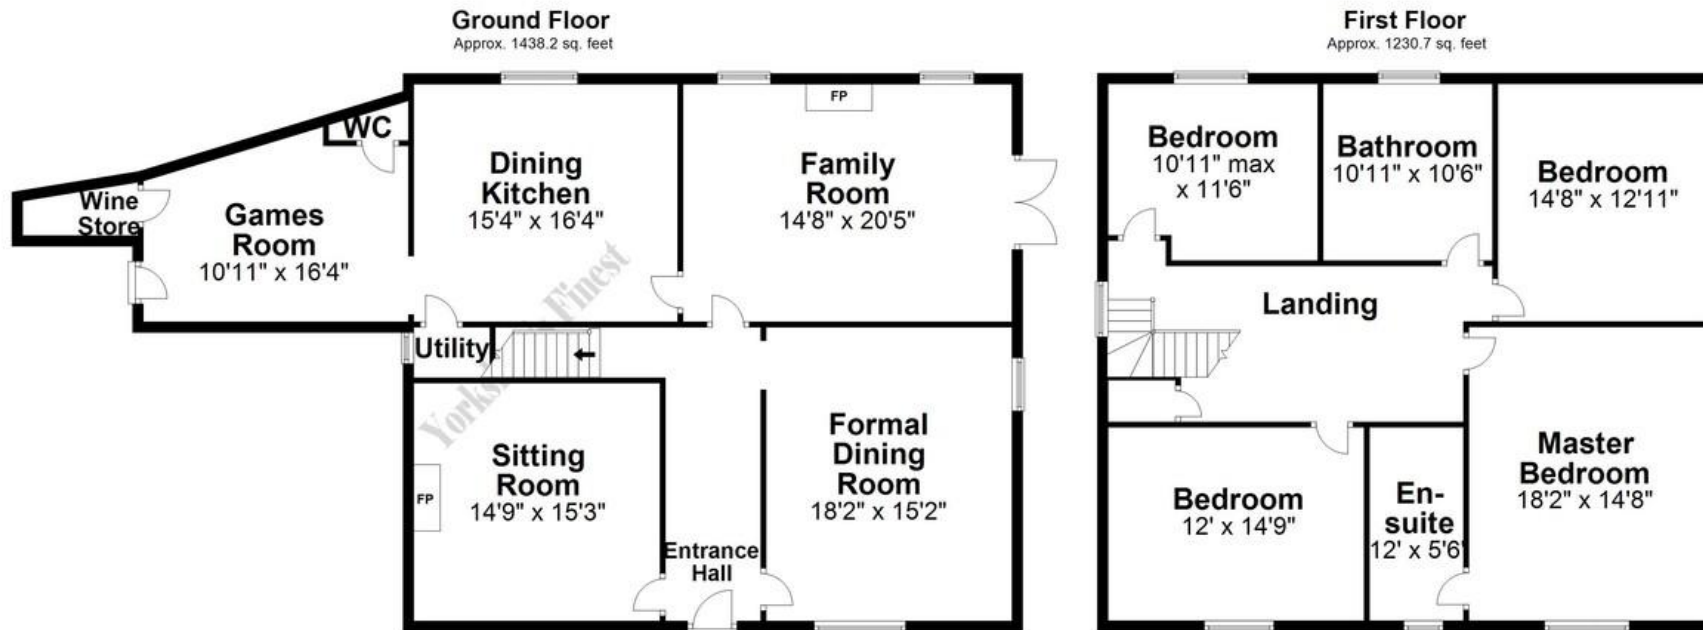 Ground Floor
Approx. 1438.2 sq. feet
First Floor
Approx. 1230.7 sq. feet
WC
Wine
Store
Games
Room
10'11" x 16'4"
Dining
Kitchen
15'4" x 16'4"
FP
Family
Room
14'8" x 20'5"
Utility
Sitting
Room
14'9" x 15'3"
FP
Entrance
Hall
Formal
Dining
Room
18'2" x 15'2"
Yorkshire's Finest
Bedroom
10'11" max
x 11'6"
Bathroom
10'11" x 10'6"
Bedroom
14'8" x 12'11"
Landing
Bedroom
12' x 14'9"
En-
suite
12' x 5'6"
Master
Bedroom
18'2" x 14'8"